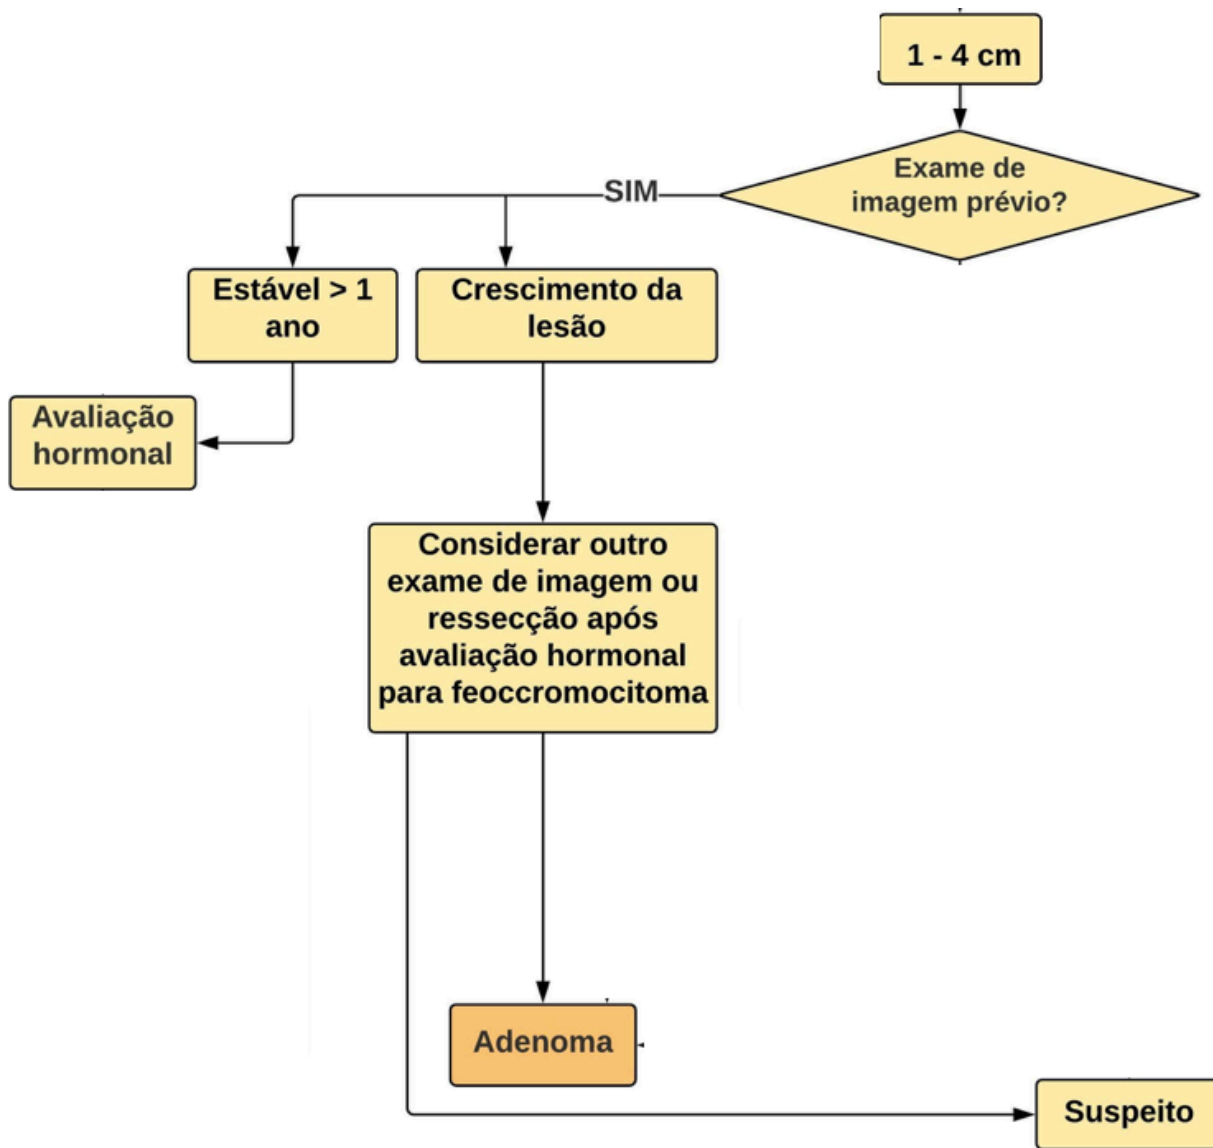 1 - 4 cm
Exame de
imagem prévio?
SIM
Estável > 1
ano
Crescimento da
lesão
Avaliação
hormonal
Considerar outro
exame de imagem ou
ressecção após
avaliação hormonal
para feoccromocitoma
Adenoma
Suspeito